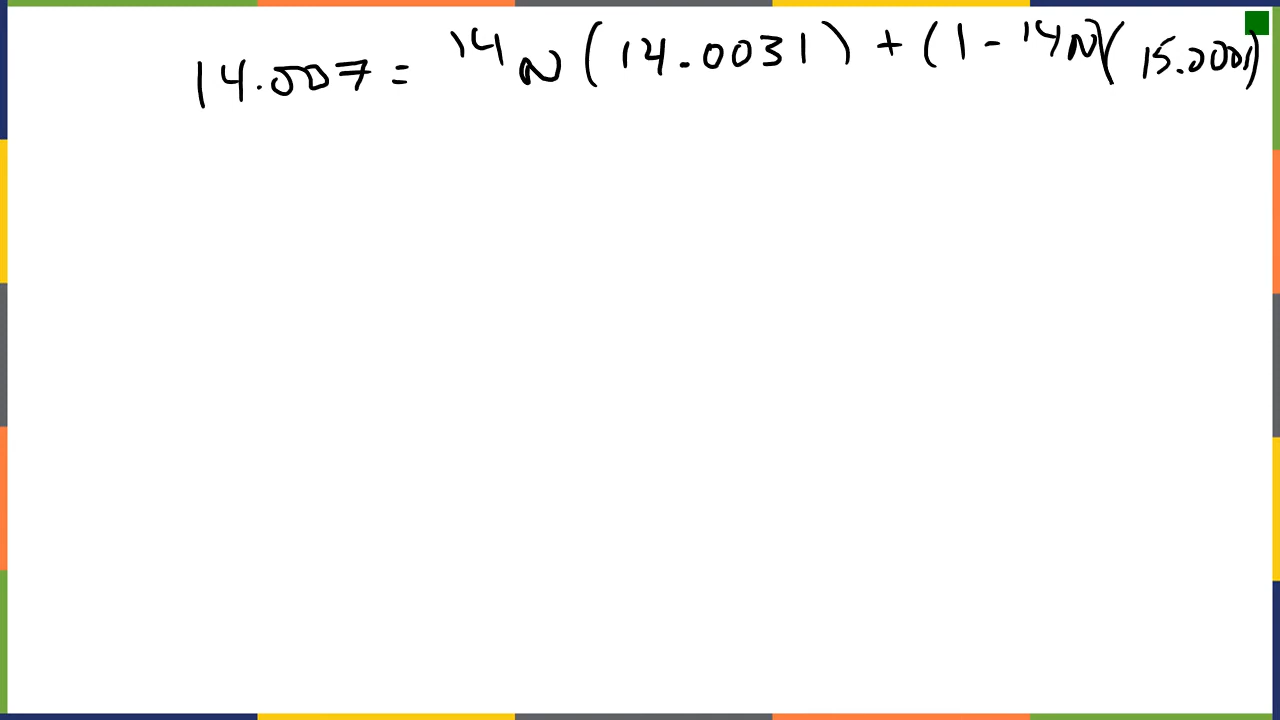 14.007 = ¹⁴N (14.0031) + (1 - ¹⁴N)(15.0001)